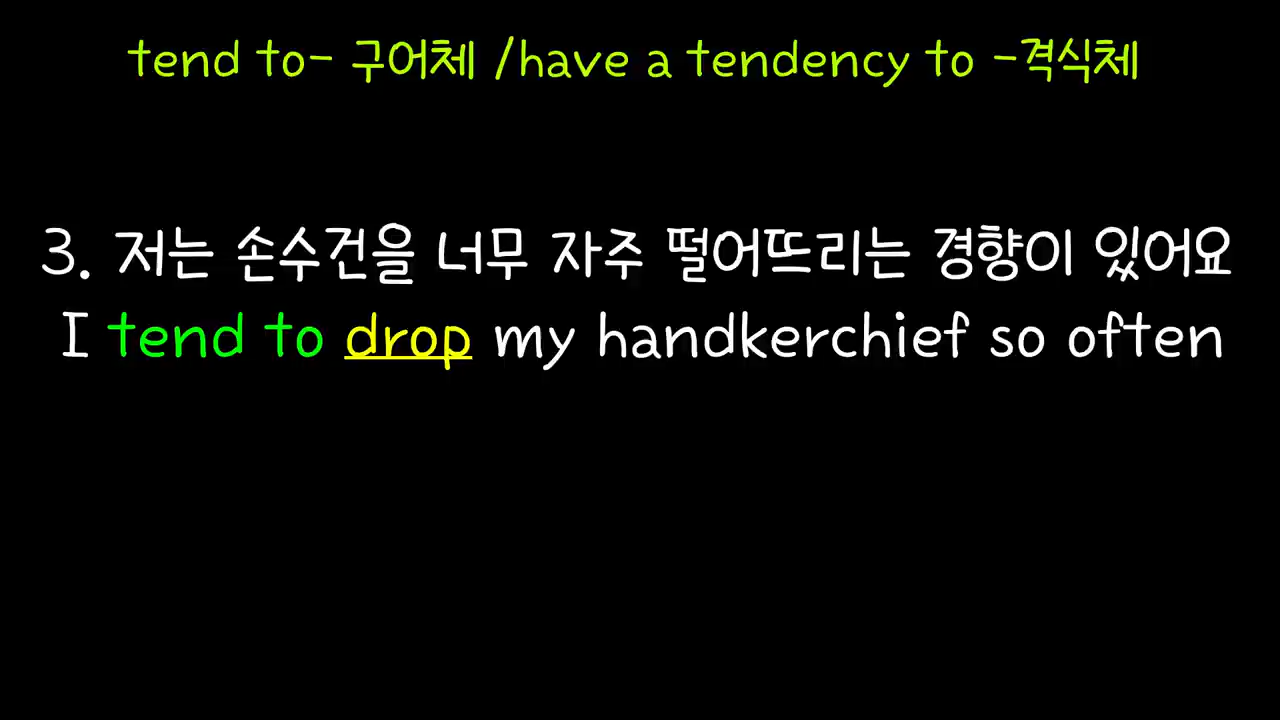 tend to- 구어체 /have a tendency to -격식체
3. 저는 손수건을 너무 자주 떨어뜨리는 경향이 있어요
I tend to drop my handkerchief so often